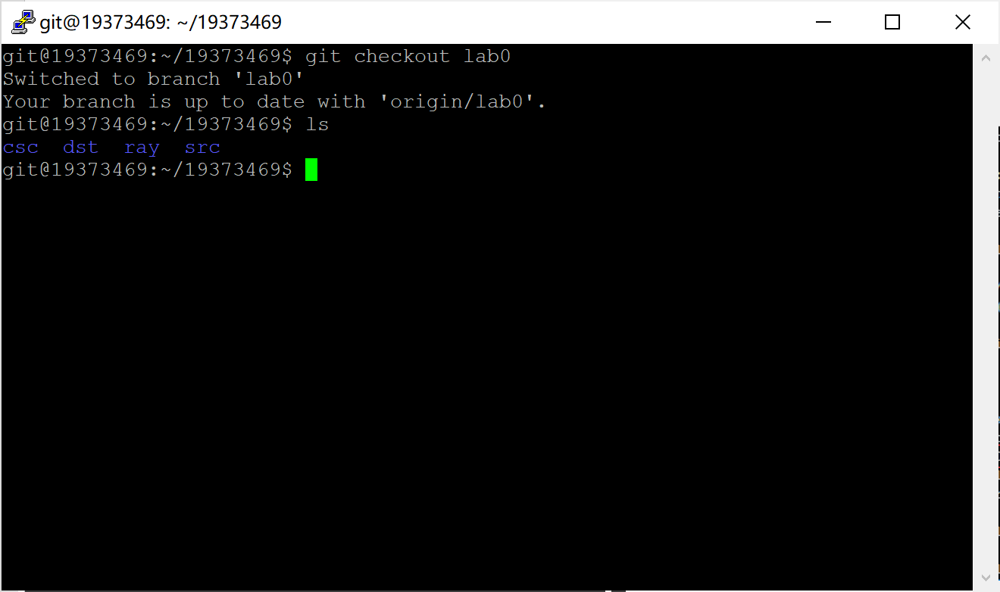 git@19373469: ~/19373469
git@19373469:~/19373469$ git checkout lab0
Switched to branch 'lab0'
Your branch is up to date with 'origin/lab0'.
git@19373469:~/19373469$ ls
csc  dst  ray  src
git@19373469:~/19373469$